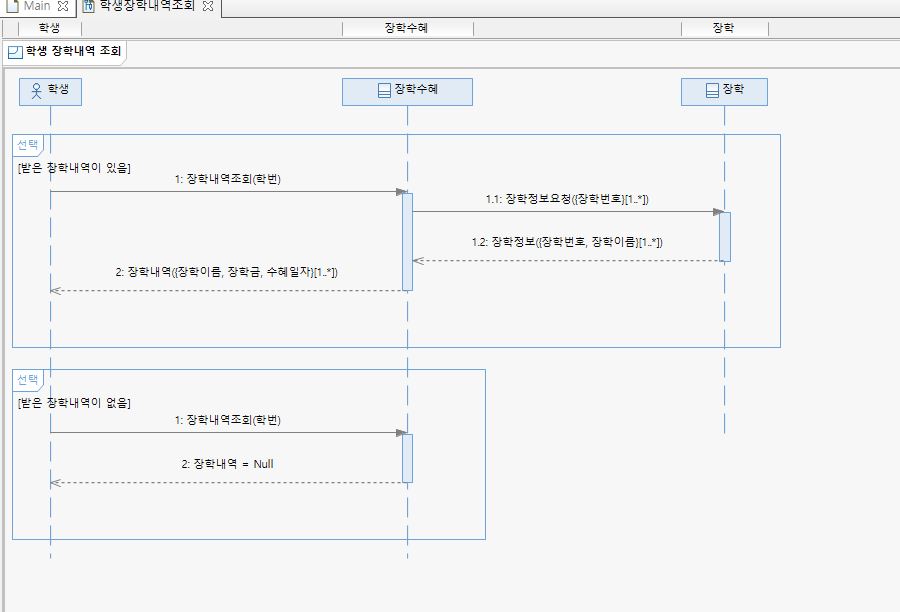 Main 학생장학내역조회
학생 장학수혜 장학
학생 장학내역 조회
학생 장학수혜 장학
선택
[받은 장학내역이 있음]
1: 장학내역조회(학번)
1.1: 장학정보요청({장학번호}[1..*])
1.2: 장학정보({장학번호, 장학이름}[1..*])
2: 장학내역({장학이름, 장학금, 수혜일자}[1..*])
선택
[받은 장학내역이 없음]
1: 장학내역조회(학번)
2: 장학내역 = Null